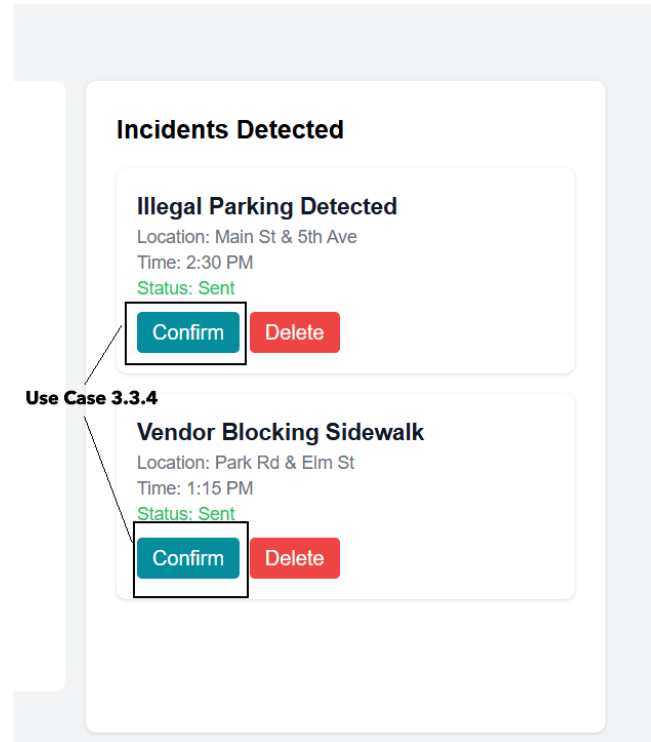 Incidents Detected
Illegal Parking Detected
Location: Main St & 5th Ave
Time: 2:30 PM
Status: Sent
Confirm Delete
Use Case 3.3.4
Vendor Blocking Sidewalk
Location: Park Rd & Elm St
Time: 1:15 PM
Status: Sent
Confirm Delete